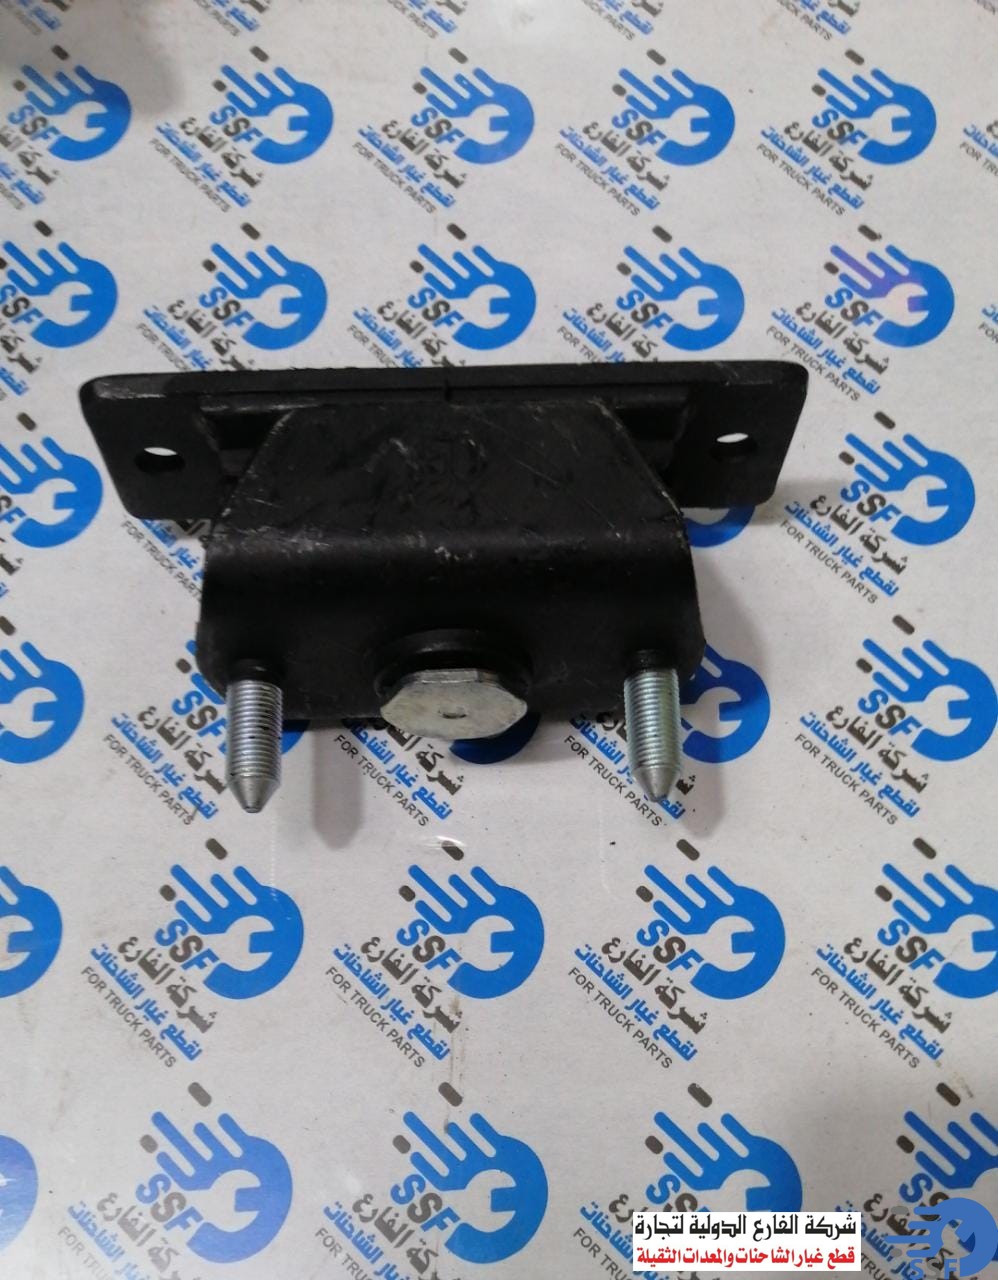 SSF
شركة الفارع
لقطع غيار الشاحنات
FOR TRUCK PARTS
شركة الفارع الدولية لتجارة
قطع غيار الشاحنات والمعدات الثقيلة
S F